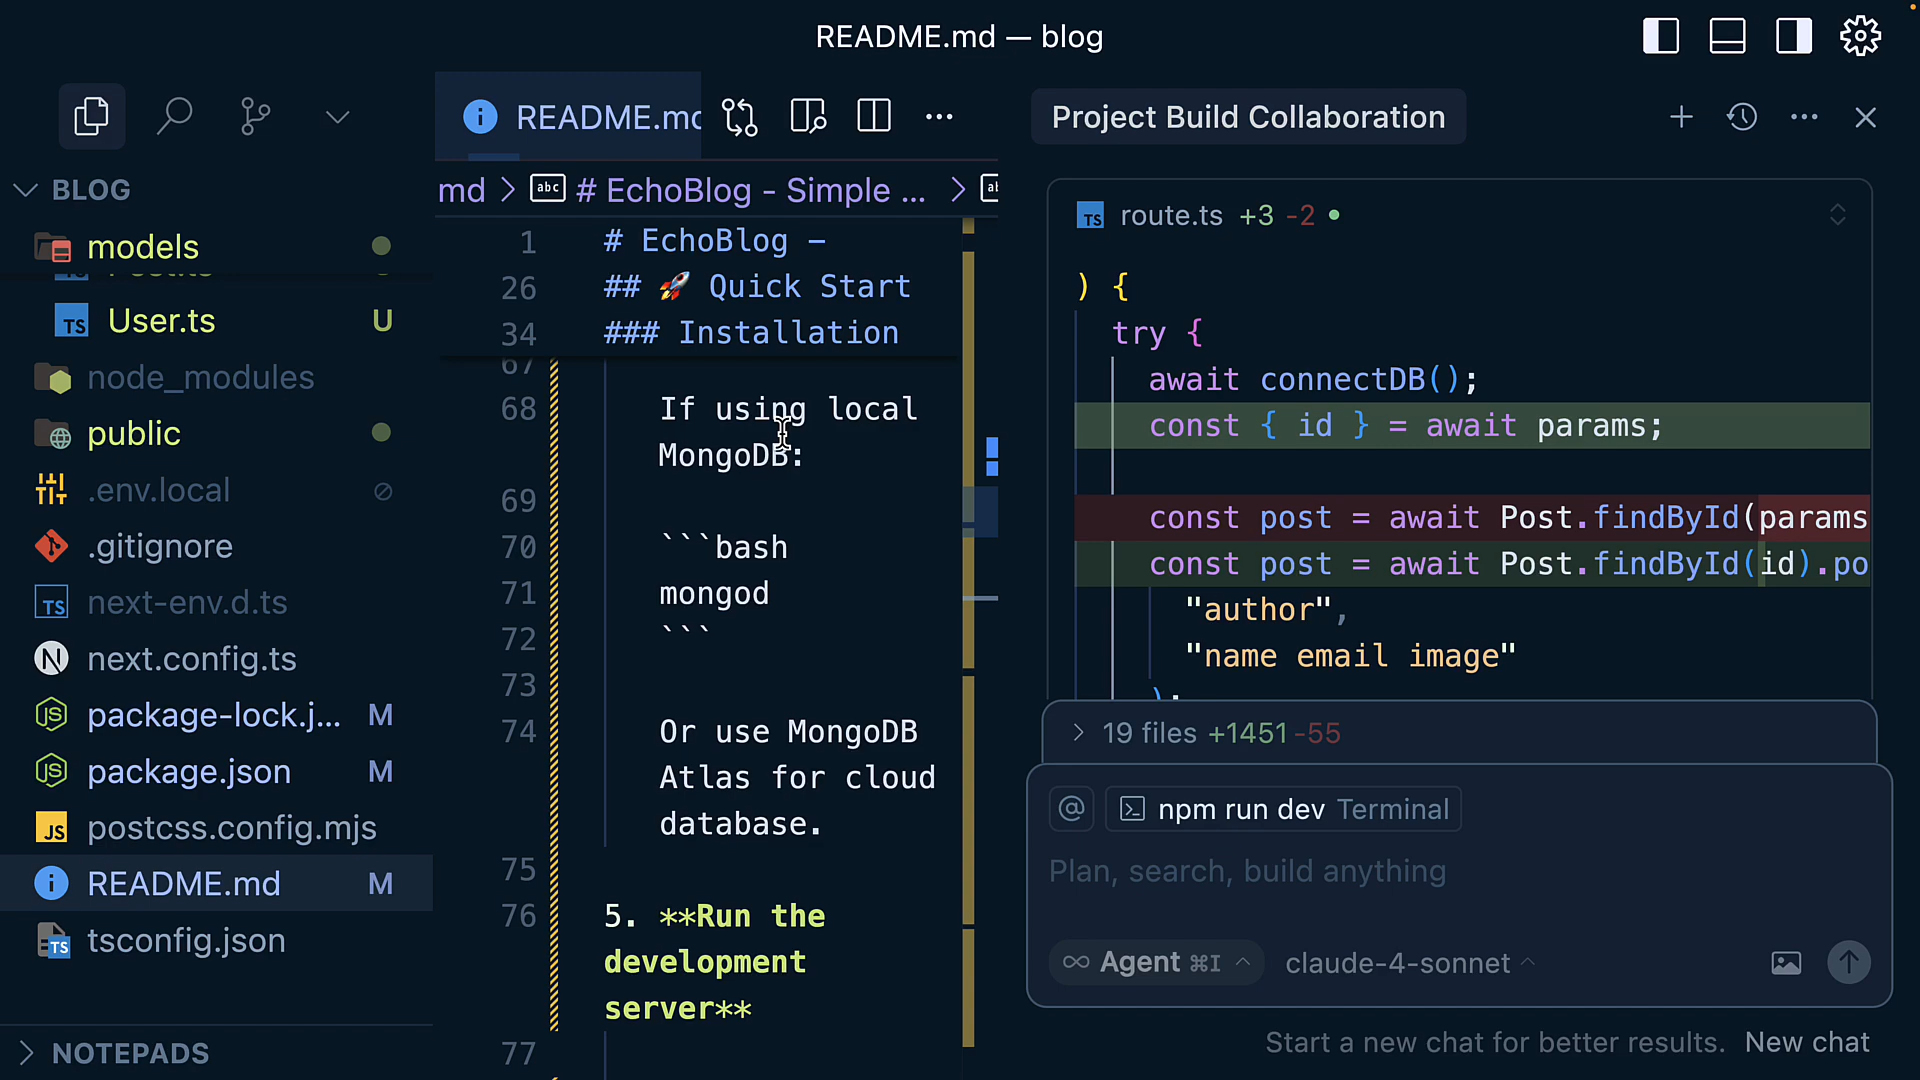 README.md — blog
BLOG
models
User.ts U
node_modules
public
.env.local
.gitignore
next-env.d.ts
next.config.ts
package-lock.j... M
package.json M
postcss.config.mjs
README.md M
tsconfig.json
NOTEPADS
README.md
md > # EchoBlog - Simple ... >
1 # EchoBlog –
26 ## 🚀 Quick Start
34 ### Installation
67
68 If using local
MongoDB:
69
70 ```bash
71 mongod
72 ```
73
74 Or use MongoDB
Atlas for cloud
database.
75
76 5. **Run the
development
server**
77
Project Build Collaboration
TS route.ts +3 -2
) {
try {
await connectDB();
const { id } = await params;
const post = await Post.findById(params
const post = await Post.findById(id).po
"author",
"name email image"
);
19 files +1451 -55
@ npm run dev Terminal
Plan, search, build anything
Agent ⌘I claude-4-sonnet
Start a new chat for better results. New chat